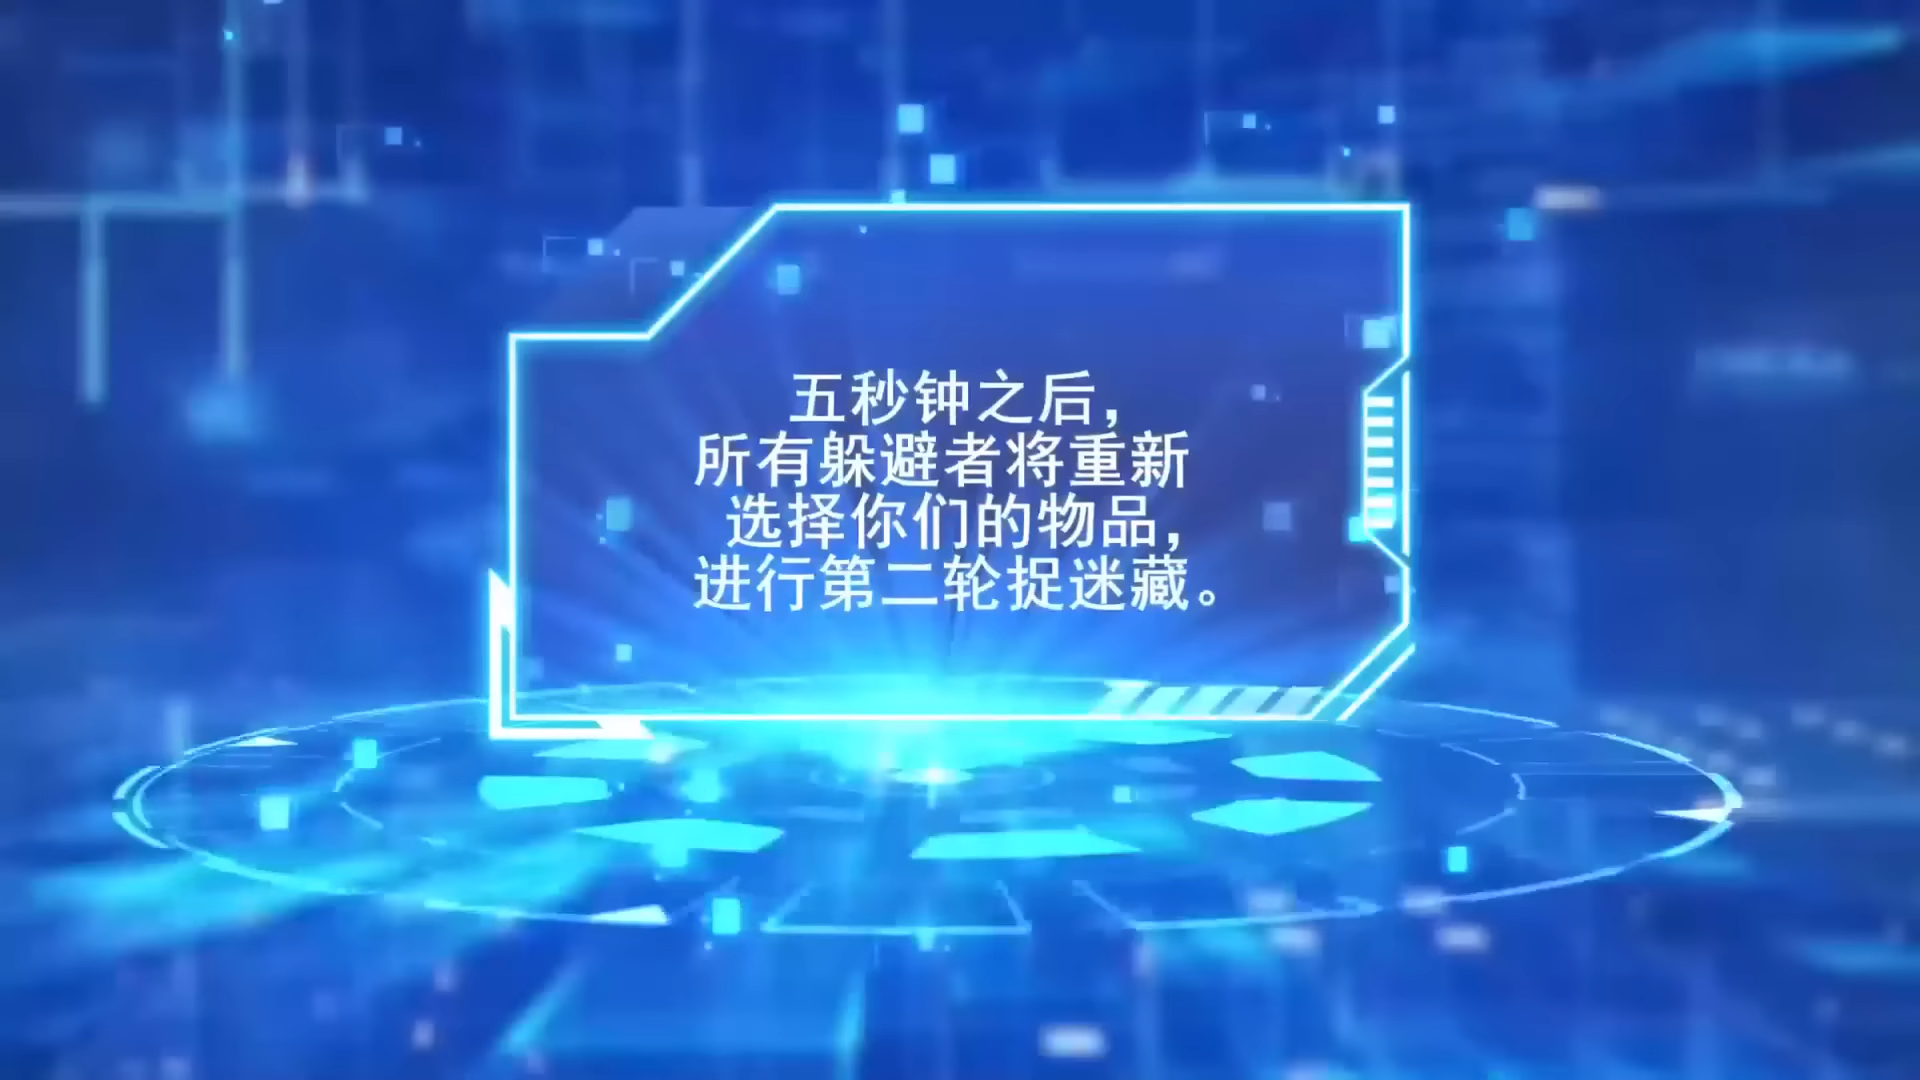 五秒钟之后，
所有躲避者将重新
选择你们的物品，
进行第二轮捉迷藏。